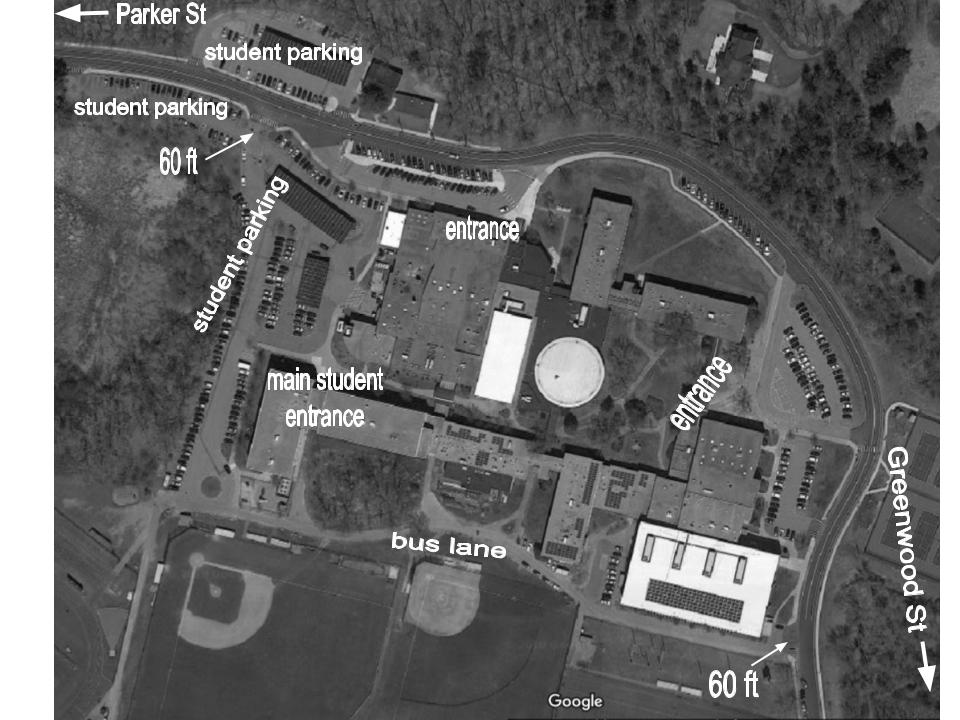 Parker St
student parking
student parking
60 ft
student parking
entrance
main student
entrance
entrance
Greenwood St
bus lane
60 ft
Google